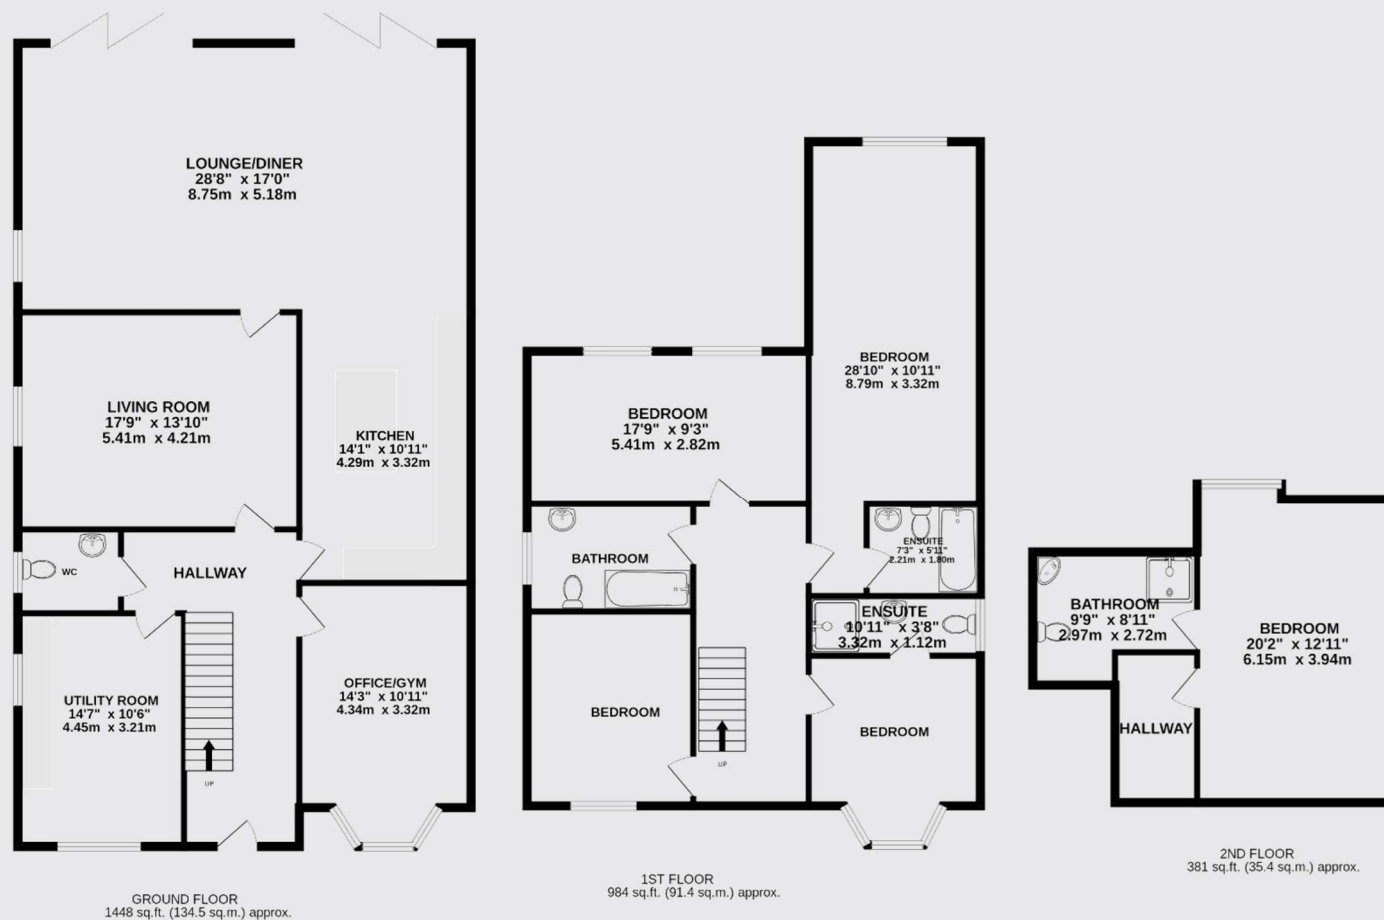 LOUNGE/DINER
28'8" x 17'0"
8.75m x 5.18m
LIVING ROOM
17'9" x 13'10"
5.41m x 4.21m
KITCHEN
14'1" x 10'11"
4.29m x 3.32m
WC
HALLWAY
UTILITY ROOM
14'7" x 10'6"
4.45m x 3.21m
UP
OFFICE/GYM
14'3" x 10'11"
4.34m x 3.32m
GROUND FLOOR
1448 sq.ft. (134.5 sq.m.) approx.
BEDROOM
28'10" x 10'11"
8.79m x 3.32m
BEDROOM
17'9" x 9'3"
5.41m x 2.82m
BATHROOM
ENSUITE
7'3" x 5'11"
2.21m x 1.80m
ENSUITE
10'11" x 3'8"
3.32m x 1.12m
BEDROOM
UP
BEDROOM
1ST FLOOR
984 sq.ft. (91.4 sq.m.) approx.
BATHROOM
9'9" x 8'11"
2.97m x 2.72m
BEDROOM
20'2" x 12'11"
6.15m x 3.94m
HALLWAY
2ND FLOOR
381 sq.ft. (35.4 sq.m.) approx.